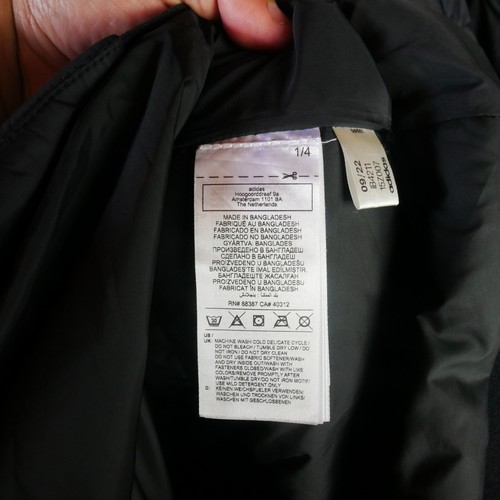 1/4
adidas
Hoogoorddreef 9a
Amsterdam 1101 BA
The Netherlands
MADE IN BANGLADESH
FABRIQUÉ AU BANGLADESH
FABRICADO EN BANGLADESH
FABRICADO NO BANGLADESH
GYÁRTVA: BANGLADES
ПРОИЗВЕДЕНО В БАНГЛАДЕШ
СДЕЛАНО В БАНГЛАДЕШ
PROIZVEDENO U BANGLADEŠU
BANGLADEŞ'TE İMAL EDİLMİŞTİR
БАНГЛАДЕШ ЖАСАЛҒАН
PROIZVEDENO U BANGLADEŠU
FABRICAT ÎN BANGLADESH
RN# 88387 CA# 40312
US /
UK: MACHINE WASH COLD DELICATE CYCLE /
DO NOT BLEACH / TUMBLE DRY LOW / DO
NOT IRON / DO NOT DRY CLEAN
DO NOT USE FABRIC SOFTENER/WASH
AND DRY INSIDE OUT/WASH WITH
FASTENERS CLOSED/WASH WITH LIKE
COLORS/REMOVE PROMPTLY AFTER
WASH/TUMBLE DRY/DO NOT IRON MOTIF/
USE MILD DETERGENT ONLY
D: KEINEN WEICHSPUELER VERWENDEN/
WASCHEN UND TROCKNEN VON LINKS/
WASCHEN MIT GESCHLOSSENEN
09/22
IB4211
157007
adidas